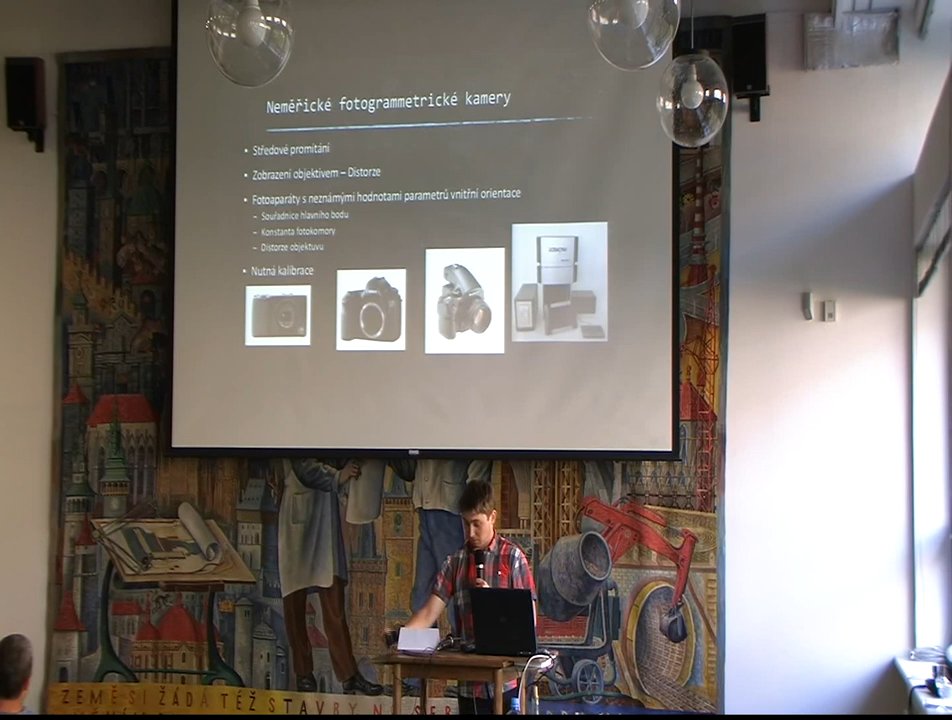 Neměřické fotogrammetrické kamery
• Středové promítání
• Zobrazení objektivem – Distorze
• Fotoaparáty s neznámými hodnotami parametrů vnitřní orientace
– Souřadnice hlavního bodu
– Konstanta fotokomory
– Distorze objektuvu
• Nutná kalibrace
ZEMĚ SI ŽÁDÁ TÉŽ STAVBY